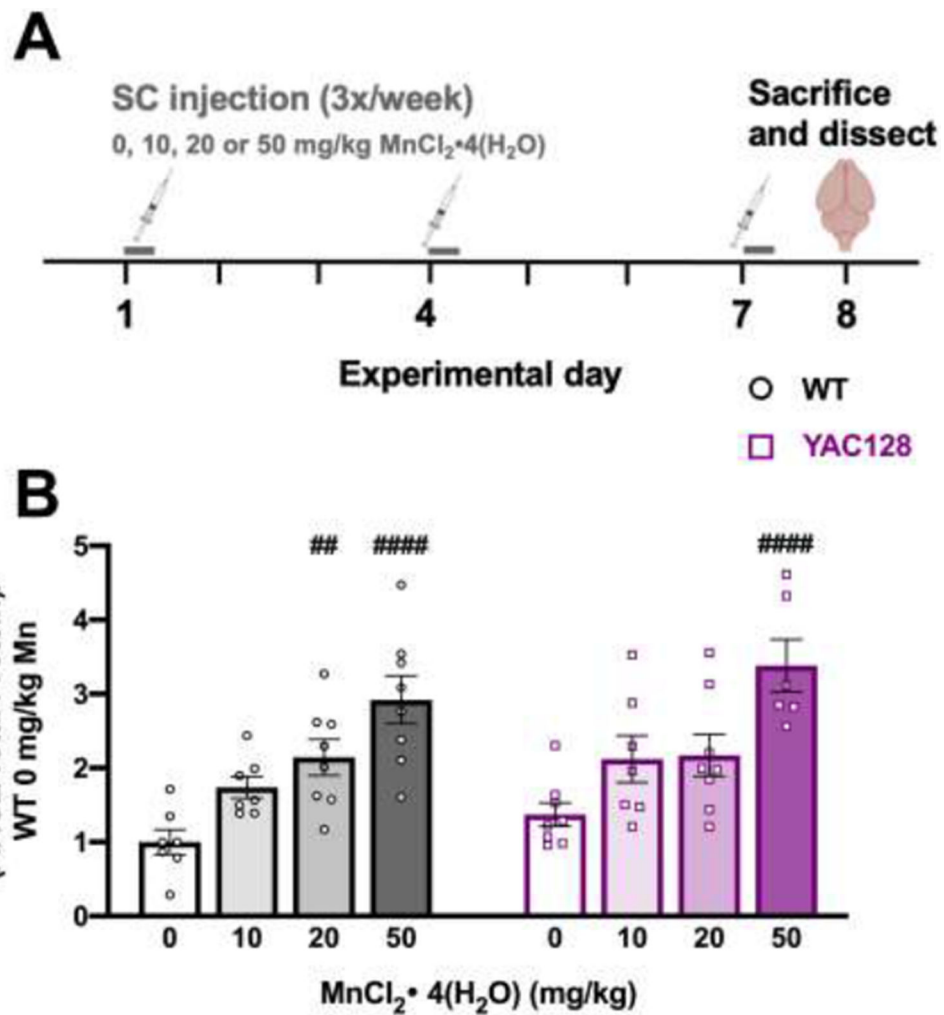 A
SC injection (3x/week)
0, 10, 20 or 50 mg/kg MnCl₂•4(H₂O)
Sacrifice
and dissect
1
4
7
8
Experimental day
WT
YAC128
B
5
4
3
2
1
0
WT 0 mg/kg Mn
##
####
####
0
10
20
50
0
10
20
50
MnCl₂• 4(H₂O) (mg/kg)